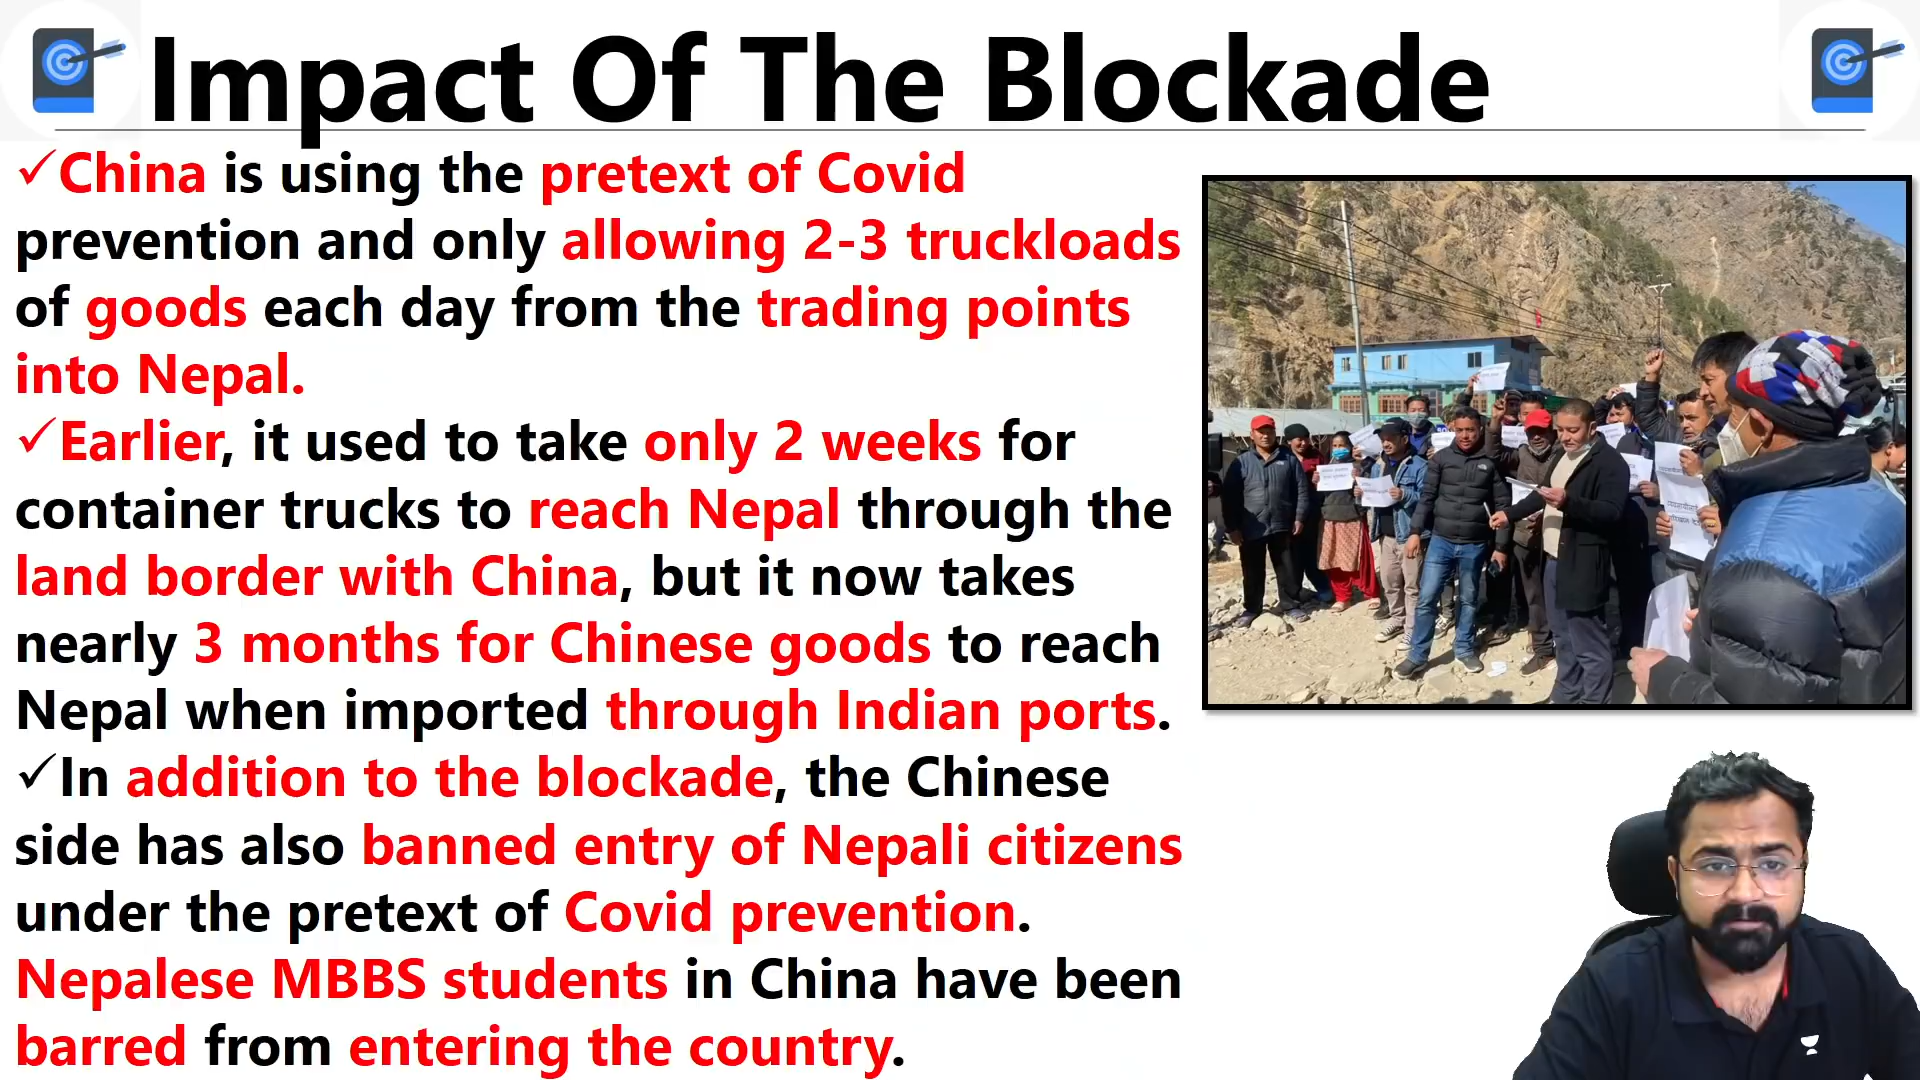 Impact Of The Blockade
✓China is using the pretext of Covid
prevention and only allowing 2-3 truckloads
of goods each day from the trading points
into Nepal.
✓Earlier, it used to take only 2 weeks for
container trucks to reach Nepal through the
land border with China, but it now takes
nearly 3 months for Chinese goods to reach
Nepal when imported through Indian ports.
✓In addition to the blockade, the Chinese
side has also banned entry of Nepali citizens
under the pretext of Covid prevention.
Nepalese MBBS students in China have been
barred from entering the country.